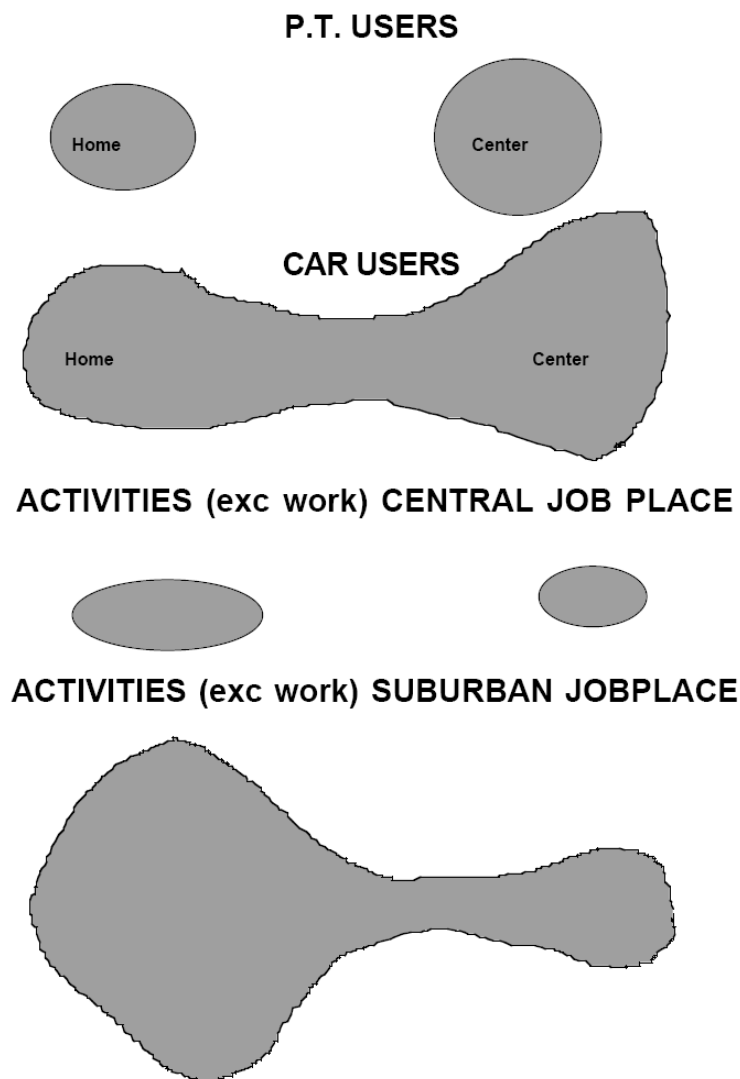 P.T. USERS
Home
Center
CAR USERS
Home
Center
ACTIVITIES (exc work) CENTRAL JOB PLACE
ACTIVITIES (exc work) SUBURBAN JOBPLACE